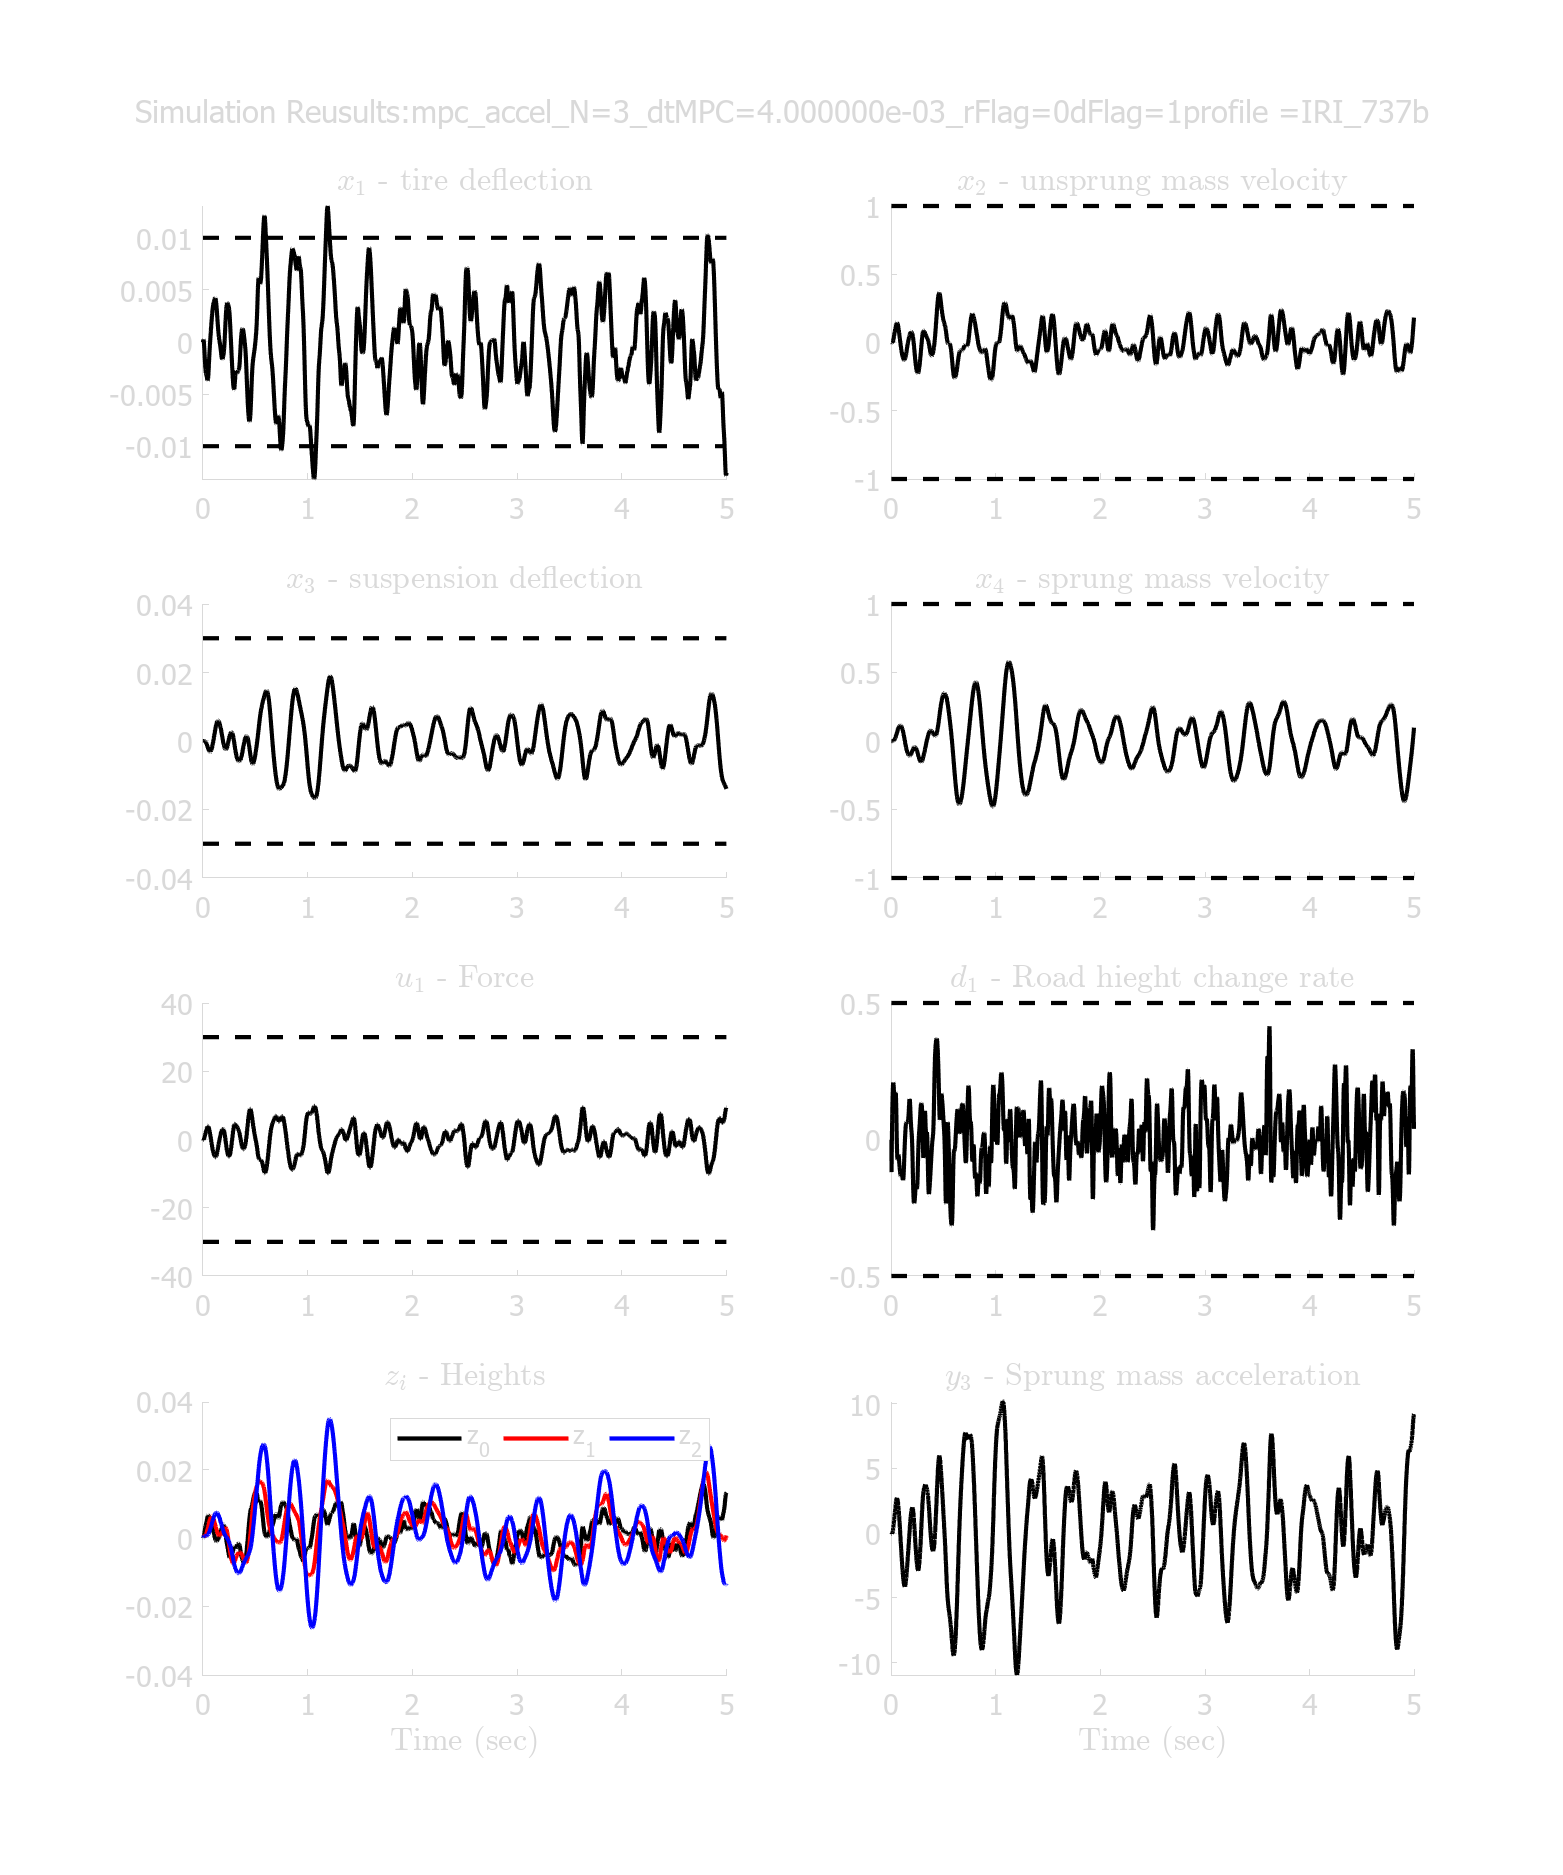 Simulation Reusults:mpc_accel_N=3_dtMPC=4.000000e-03_rFlag=0dFlag=1profile =IRI_737b
x1 - tire deflection
0.01
0.005
0
-0.005
-0.01
0 1 2 3 4 5
x2 - unsprung mass velocity
1
0.5
0
-0.5
-1
0 1 2 3 4 5
x3 - suspension deflection
0.04
0.02
0
-0.02
-0.04
0 1 2 3 4 5
x4 - sprung mass velocity
1
0.5
0
-0.5
-1
0 1 2 3 4 5
u1 - Force
40
20
0
-20
-40
0 1 2 3 4 5
d1 - Road hieght change rate
0.5
0
-0.5
0 1 2 3 4 5
zi - Heights
0.04
0.02
0
-0.02
-0.04
z0 z1 z2
0 1 2 3 4 5
Time (sec)
y3 - Sprung mass acceleration
10
5
0
-5
-10
0 1 2 3 4 5
Time (sec)